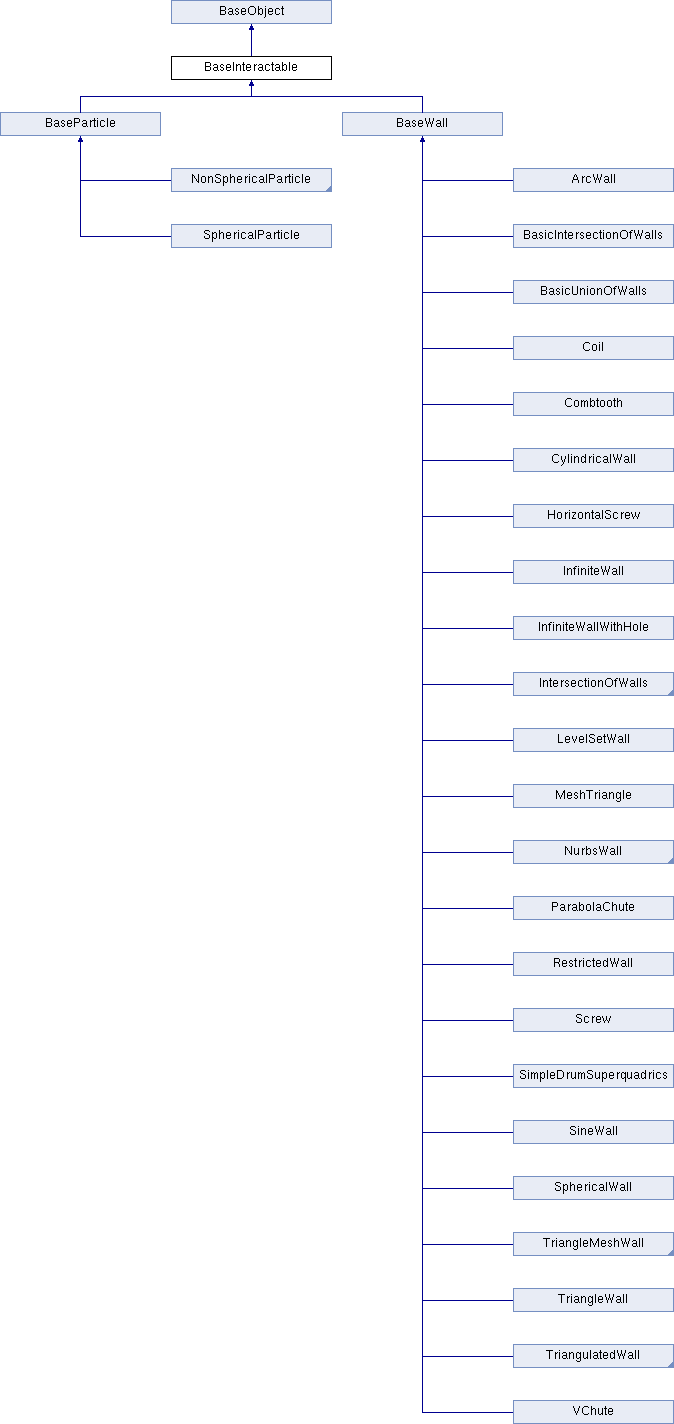 BaseObject
BaseInteractable
BaseParticle
BaseWall
NonSphericalParticle
ArcWall
SphericalParticle
BasicIntersectionOfWalls
BasicUnionOfWalls
Coil
Combtooth
CylindricalWall
HorizontalScrew
InfiniteWall
InfiniteWallWithHole
IntersectionOfWalls
LevelSetWall
MeshTriangle
NurbsWall
ParabolaChute
RestrictedWall
Screw
SimpleDrumSuperquadrics
SineWall
SphericalWall
TriangleMeshWall
TriangleWall
TriangulatedWall
VChute